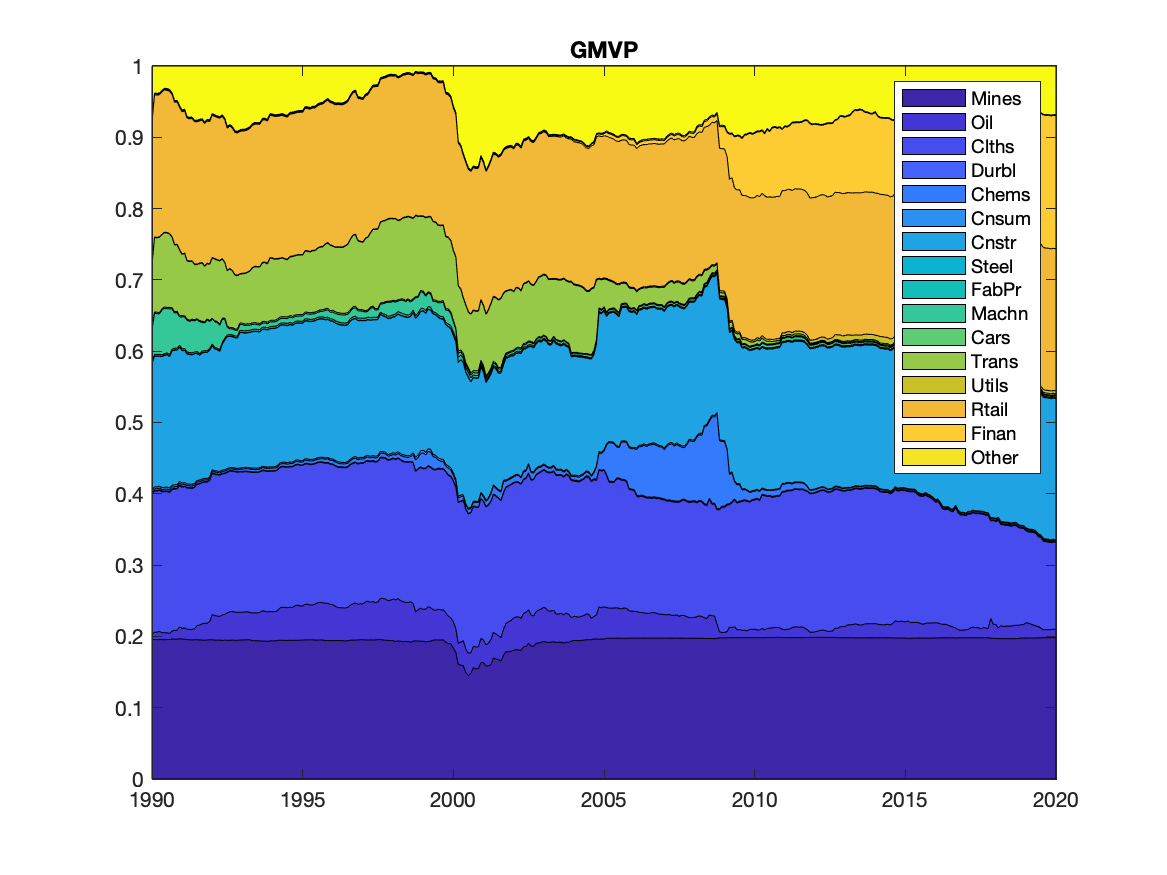 GMVP
1
0.9
0.8
0.7
0.6
0.5
0.4
0.3
0.2
0.1
0
1990
1995
2000
2005
2010
2015
2020
Mines
Oil
Clths
Durbl
Chems
Cnsum
Cnstr
Steel
FabPr
Machn
Cars
Trans
Utils
Rtail
Finan
Other